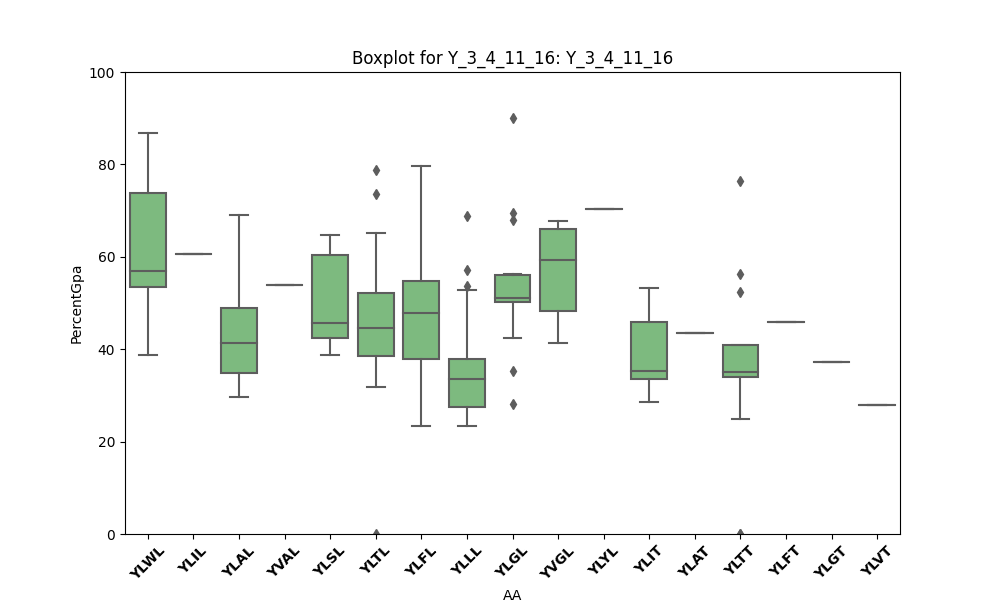 Boxplot for Y_3_4_11_16: Y_3_4_11_16
100
80
60
40
20
0
PercentGpa
YLWL YLIL YLAL YVAL YLSL YLTL YLFL YLLL YLGL YVGL YLYL YLIT YLAT YLTT YLFT YLGT YLVT
AA